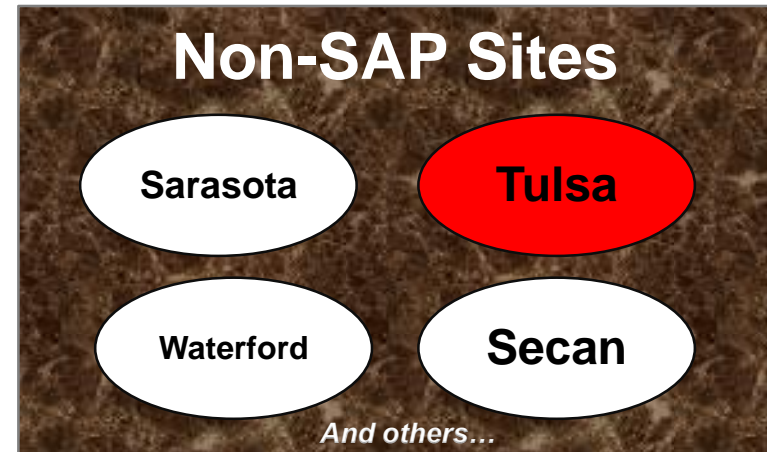 Non-SAP Sites
Sarasota
Tulsa
Waterford
Secan
And others…